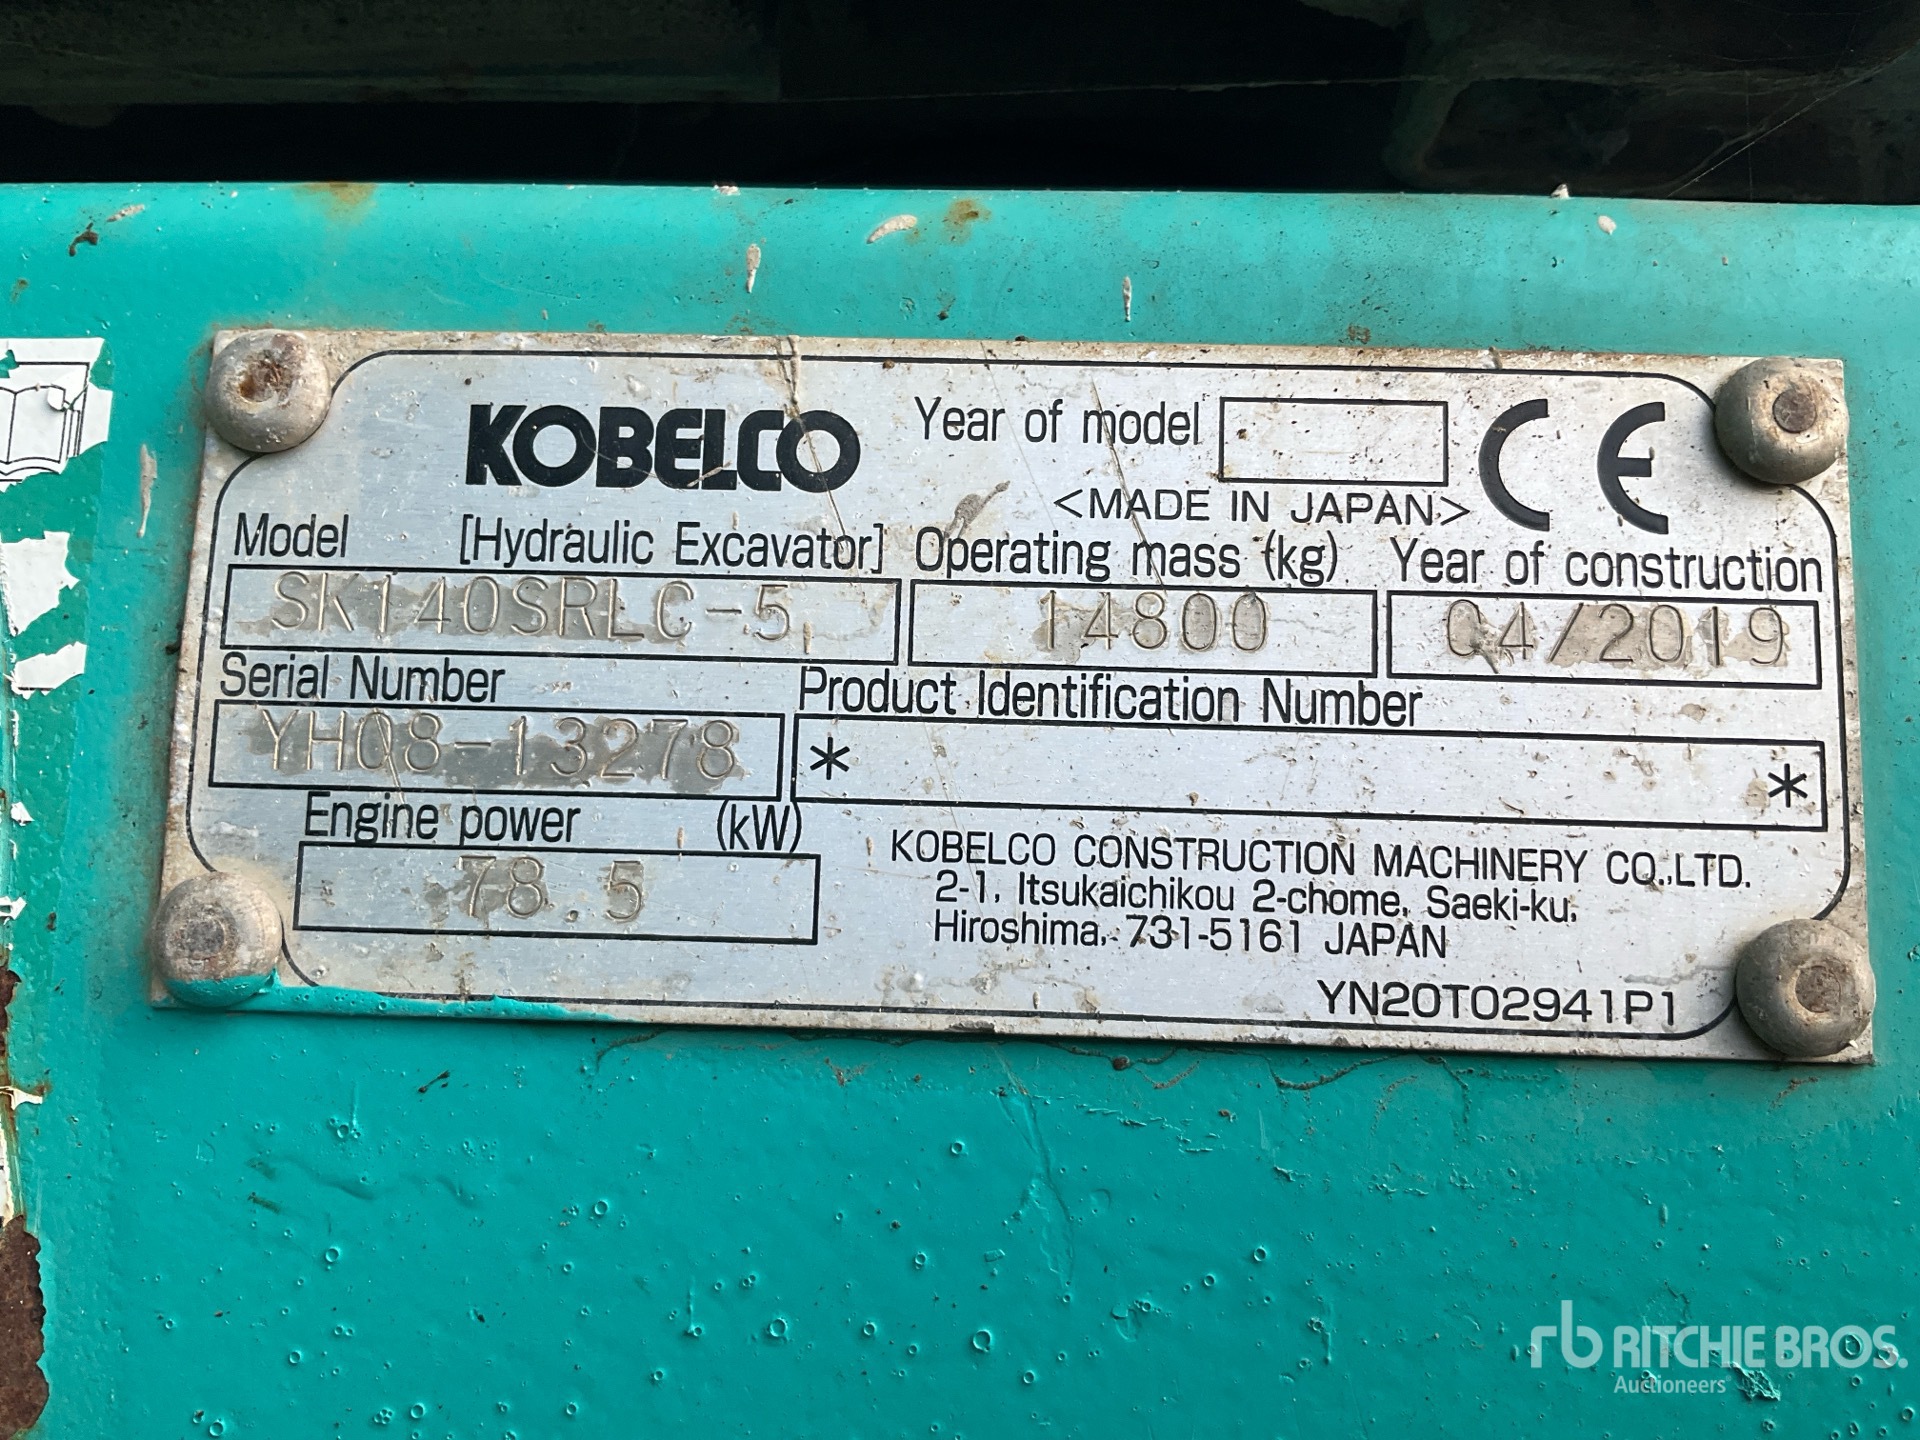 KOBELCO
Year of model
<MADE IN JAPAN>
CE
Model [Hydraulic Excavator]
SK140SRLC-5
Operating mass (kg)
14800
Year of construction
04/2019
Serial Number
YH08-13278
Product Identification Number
* *
Engine power (kW)
78.5
KOBELCO CONSTRUCTION MACHINERY CO.,LTD.
2-1, Itsukaichikou 2-chome, Saeki-ku,
Hiroshima, 731-5161 JAPAN
YN20T02941P1
rb RITCHIE BROS.
Auctioneers